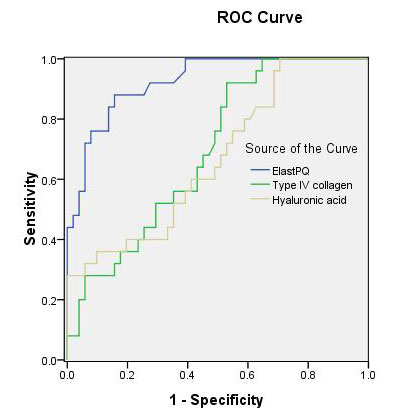 ROC Curve
1.0
0.8
0.6
0.4
0.2
0.0
Sensitivity
Source of the Curve
ElastPQ
Type IV collagen
Hyaluronic acid
0.0 0.2 0.4 0.6 0.8 1.0
1 - Specificity